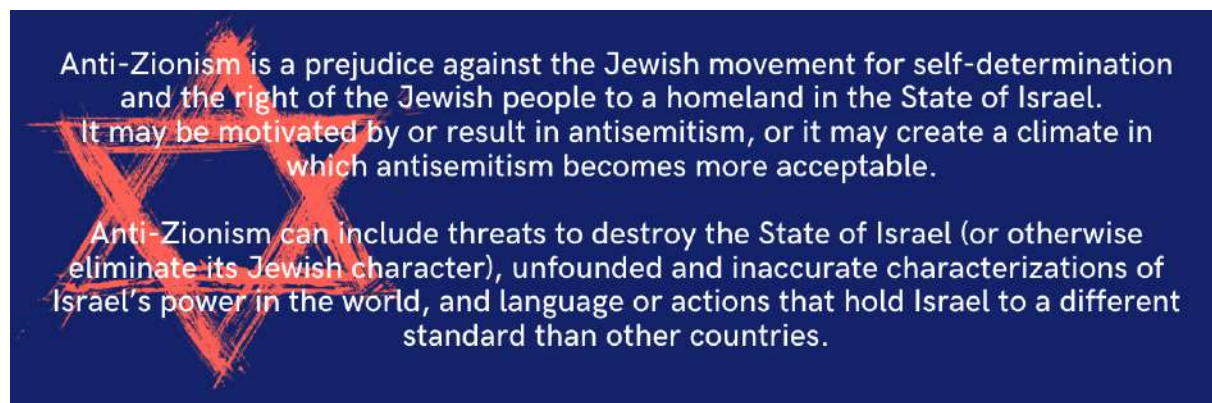 Anti-Zionism is a prejudice against the Jewish movement for self-determination
and the right of the Jewish people to a homeland in the State of Israel.
It may be motivated by or result in antisemitism, or it may create a climate in
which antisemitism becomes more acceptable.
Anti-Zionism can include threats to destroy the State of Israel (or otherwise
eliminate its Jewish character), unfounded and inaccurate characterizations of
Israel's power in the world, and language or actions that hold Israel to a different
standard than other countries.